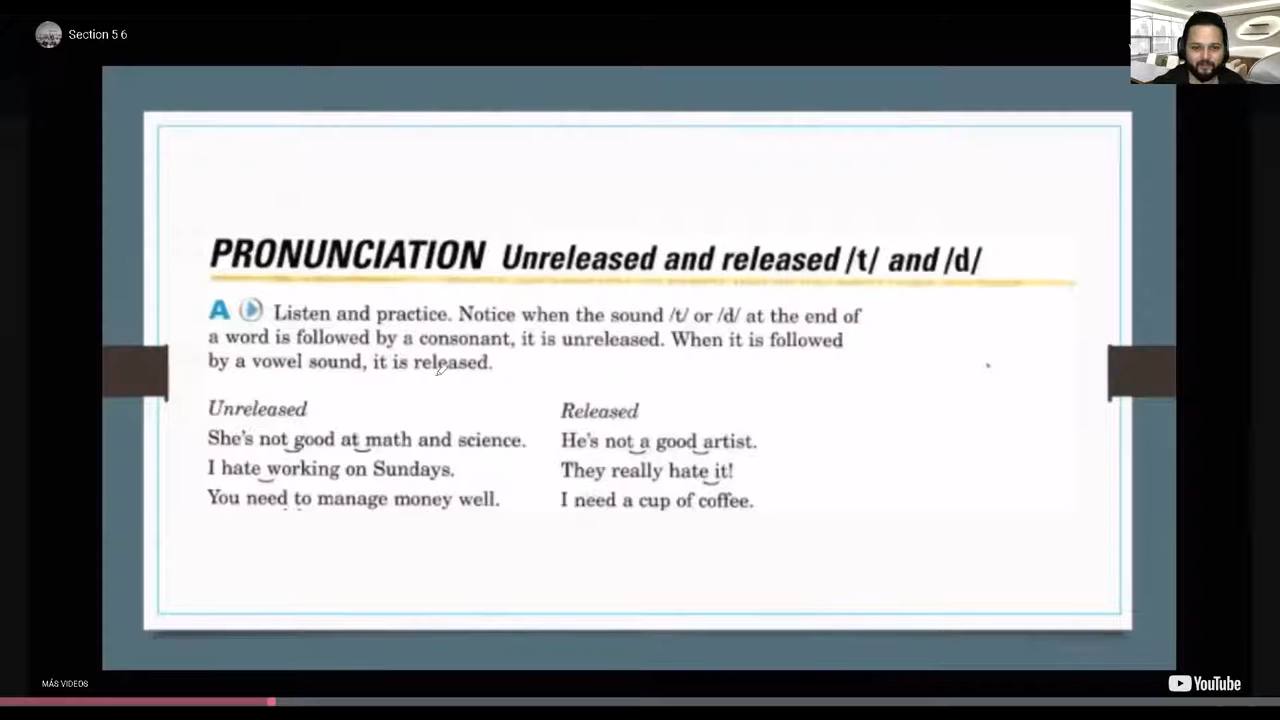 Section 5 6
PRONUNCIATION Unreleased and released /t/ and /d/
A Listen and practice. Notice when the sound /t/ or /d/ at the end of
a word is followed by a consonant, it is unreleased. When it is followed
by a vowel sound, it is released.
Unreleased
She's not good at math and science.
I hate working on Sundays.
You need to manage money well.
Released
He's not a good artist.
They really hate it!
I need a cup of coffee.
MÁS VIDEOS
YouTube